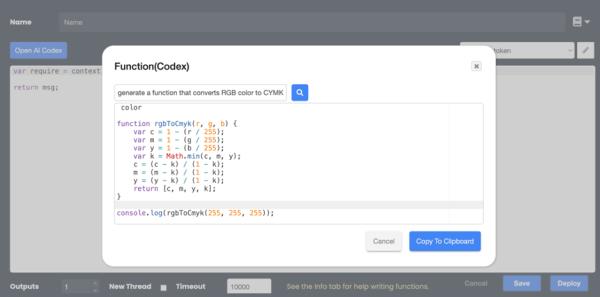 Name
Name
Open AI Codex
token
var require = context
return msg;
Function(Codex)
generate a function that converts RGB color to CYMK
color
function rgbToCmyk(r, g, b) {
var c = 1 - (r / 255);
var m = 1 - (g / 255);
var y = 1 - (b / 255);
var k = Math.min(c, m, y);
c = (c - k) / (1 - k);
m = (m - k) / (1 - k);
y = (y - k) / (1 - k);
return [c, m, y, k];
}
console.log(rgbToCmyk(255, 255, 255));
Cancel
Copy To Clipboard
Outputs
1
New Thread
Timeout
10000
See the Info tab for help writing functions.
Cancel
Save
Deploy